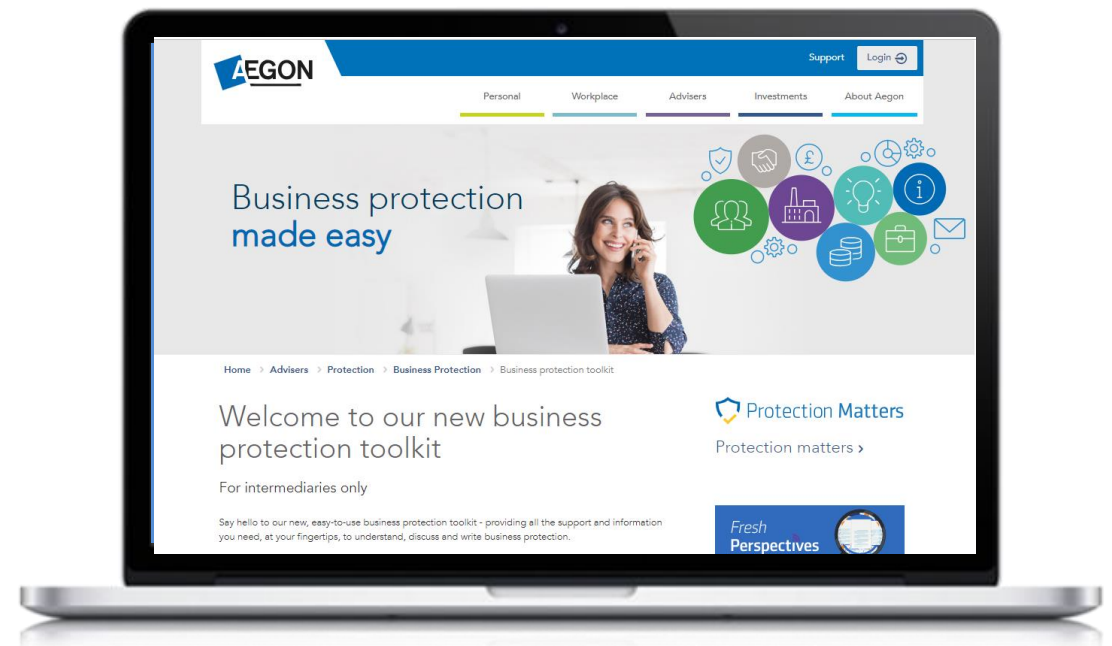 AEGON
Support
Login
Personal
Workplace
Advisers
Investments
About Aegon
Business protection
made easy
£
i
Home > Advisers > Protection > Business Protection > Business protection toolkit
Welcome to our new business
protection toolkit
For intermediaries only
Say hello to our new, easy-to-use business protection toolkit - providing all the support and information
you need, at your fingertips, to understand, discuss and write business protection.
Protection Matters
Protection matters >
Fresh
Perspectives